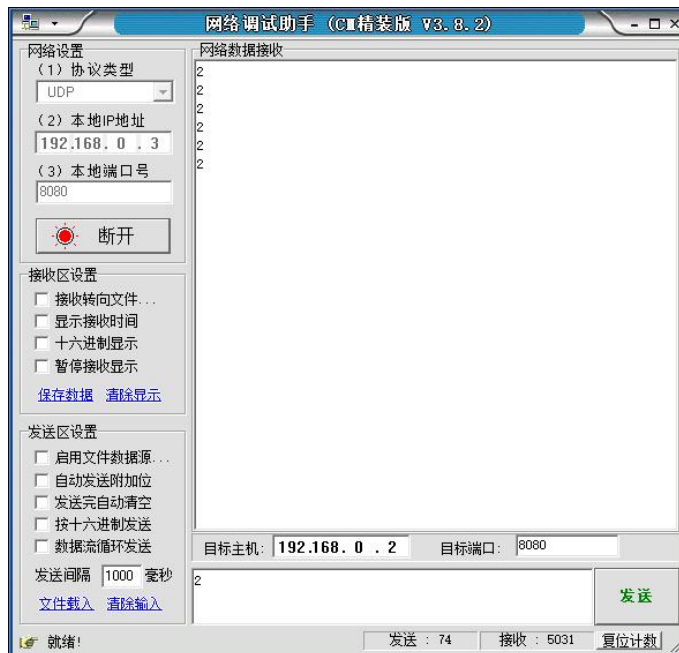 网络调试助手 (CⅢ精装版 V3.8.2)
网络设置
(1) 协议类型
UDP
(2) 本地IP地址
192.168. 0 . 3
(3) 本地端口号
8080
断开
接收区设置
接收转向文件...
显示接收时间
十六进制显示
暂停接收显示
保存数据 清除显示
发送区设置
启用文件数据源...
自动发送附加位
发送完自动清空
按十六进制发送
数据流循环发送
发送间隔 1000 毫秒
文件载入 清除输入
网络数据接收
2
2
2
2
2
2
目标主机: 192.168. 0 . 2 目标端口: 8080
2
发送
就绪! 发送 : 74 接收 : 5031 复位计数